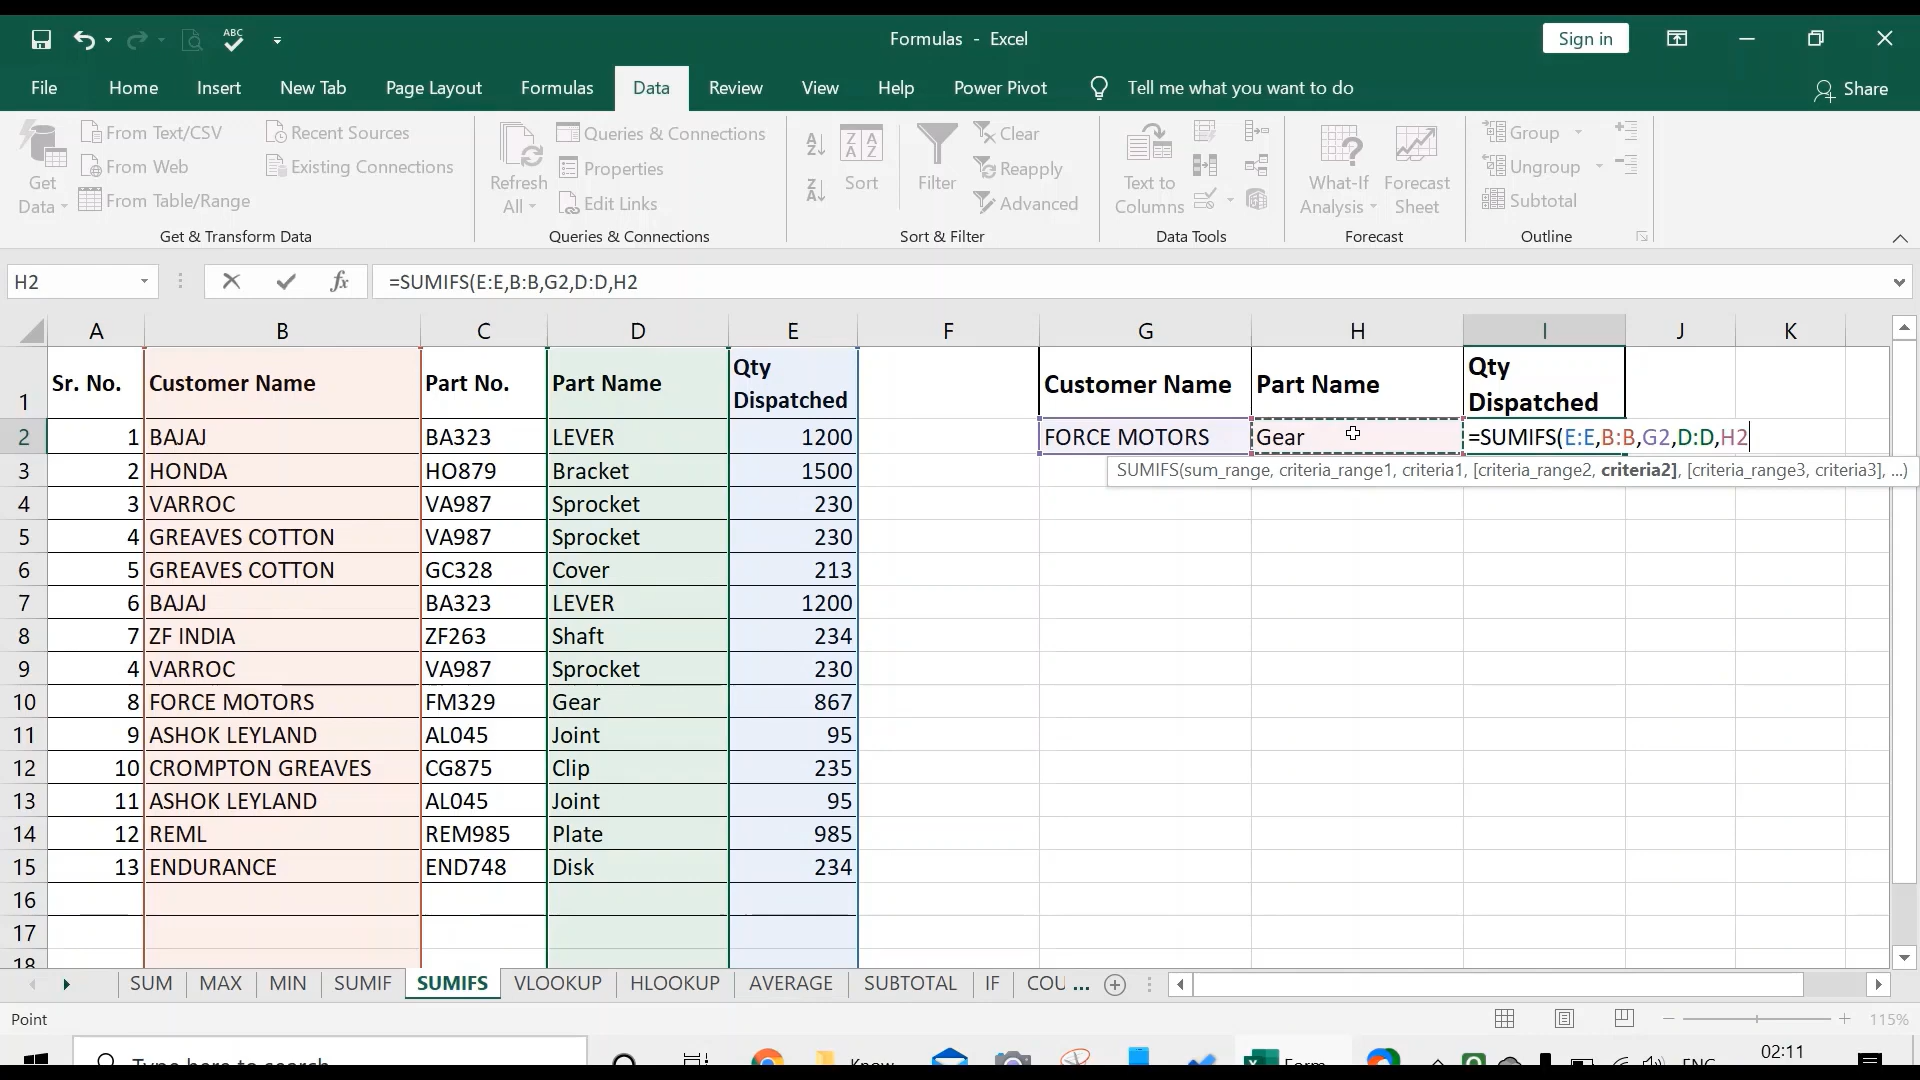 Formulas - Excel
Sign in
File Home Insert New Tab Page Layout Formulas Data Review View Help Power Pivot Tell me what you want to do Share
Get Data
From Text/CSV
From Web
From Table/Range
Recent Sources
Existing Connections
Get & Transform Data
Refresh All
Queries & Connections
Properties
Edit Links
Queries & Connections
Sort
Filter
Clear
Reapply
Advanced
Sort & Filter
Text to Columns
Data Tools
What-If Analysis
Forecast Sheet
Forecast
Group
Ungroup
Subtotal
Outline
H2 fx =SUMIFS(E:E,B:B,G2,D:D,H2
A B C D E F G H I J K
1 Sr. No. Customer Name Part No. Part Name Qty Dispatched Customer Name Part Name Qty Dispatched
2 1 BAJAJ BA323 LEVER 1200 FORCE MOTORS Gear =SUMIFS(E:E,B:B,G2,D:D,H2
SUMIFS(sum_range, criteria_range1, criteria1, [criteria_range2, criteria2], [criteria_range3, criteria3], ...)
3 2 HONDA HO879 Bracket 1500
4 3 VARROC VA987 Sprocket 230
5 4 GREAVES COTTON VA987 Sprocket 230
6 5 GREAVES COTTON GC328 Cover 213
7 6 BAJAJ BA323 LEVER 1200
8 7 ZF INDIA ZF263 Shaft 234
9 4 VARROC VA987 Sprocket 230
10 8 FORCE MOTORS FM329 Gear 867
11 9 ASHOK LEYLAND AL045 Joint 95
12 10 CROMPTON GREAVES CG875 Clip 235
13 11 ASHOK LEYLAND AL045 Joint 95
14 12 REML REM985 Plate 985
15 13 ENDURANCE END748 Disk 234
16
17
18
SUM MAX MIN SUMIF SUMIFS VLOOKUP HLOOKUP AVERAGE SUBTOTAL IF COU ...
Point 115%
Type here to search Know Form ENG 02:11